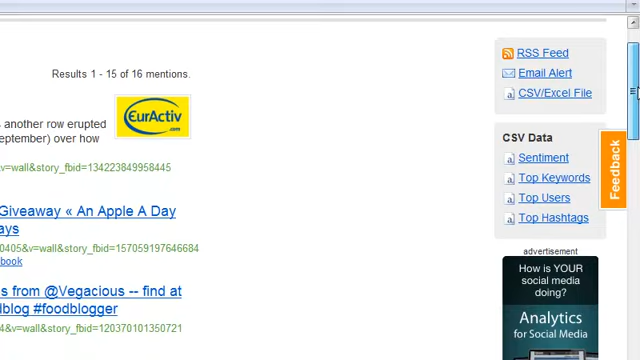 Results 1 - 15 of 16 mentions.
s another row erupted
eptember) over how
EurActiv
.com
v=wall&story_fbid=134223849958445
Giveaway « An Apple A Day
ays
0405&v=wall&story_fbid=157059197646684
book
s from @Vegacious -- find at
dblog #foodblogger
4&v=wall&story_fbid=120370101350721
RSS Feed
Email Alert
CSV/Excel File
CSV Data
Sentiment
Top Keywords
Top Users
Top Hashtags
Feedback
advertisement
How is YOUR
social media
doing?
Analytics
for Social Media